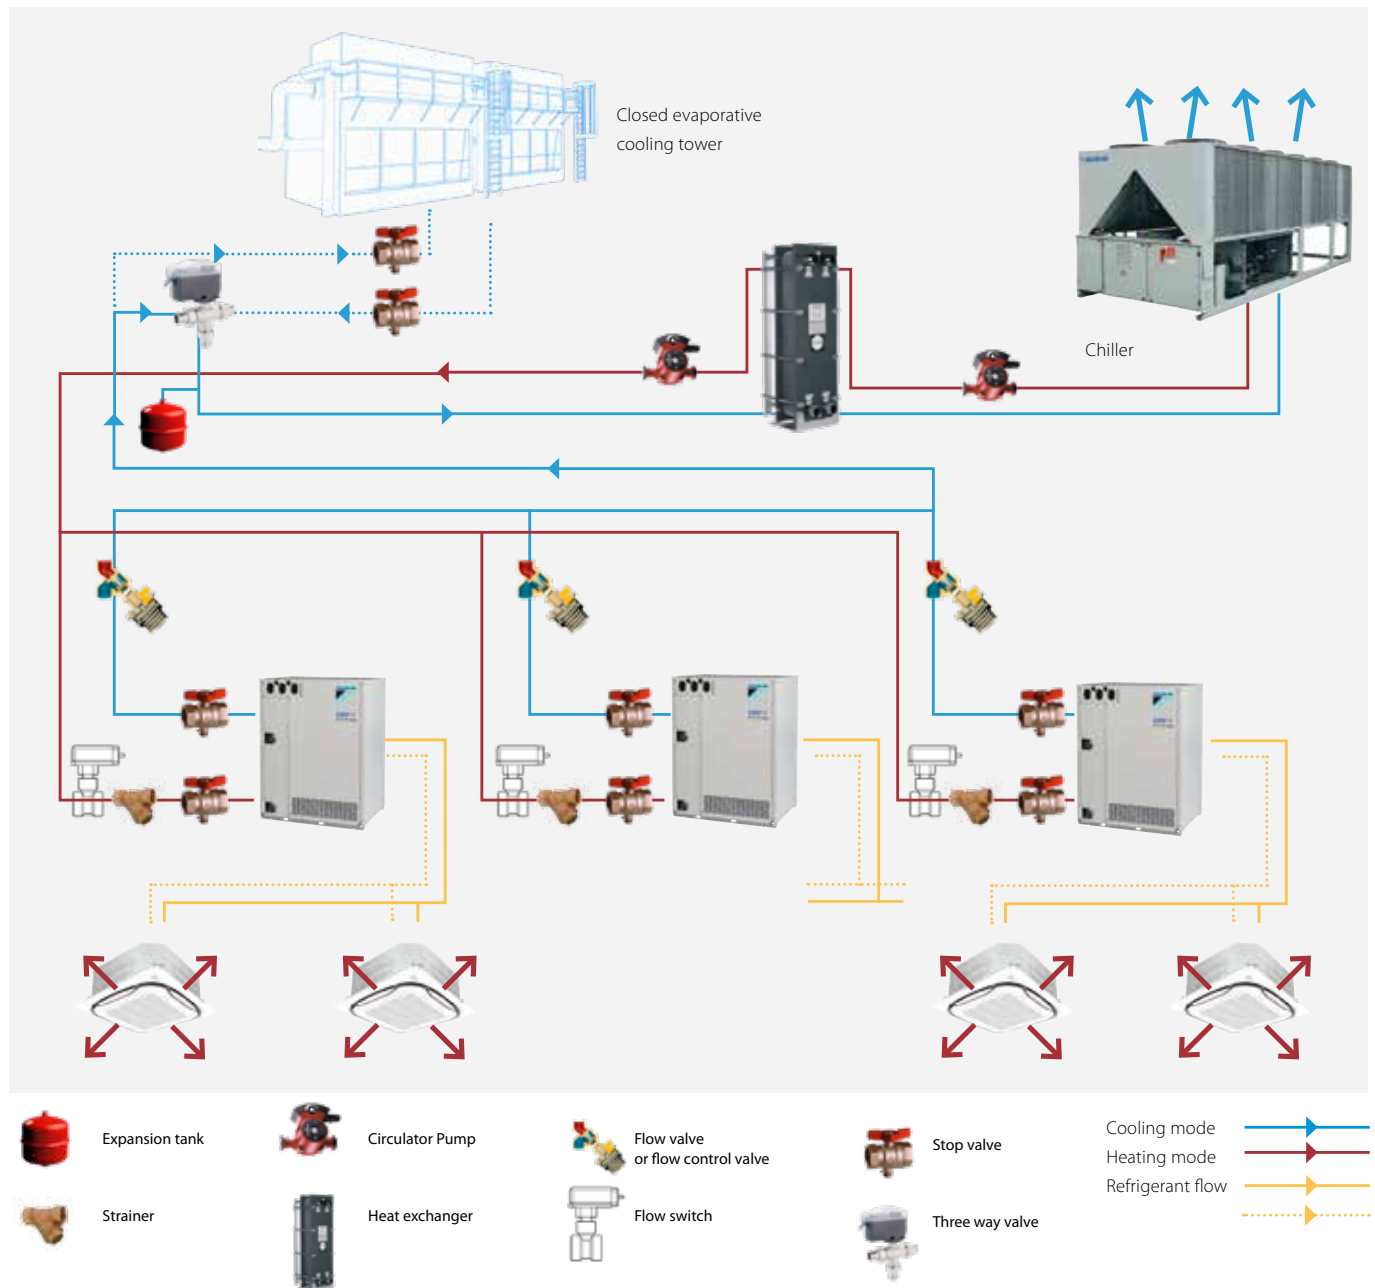 Closed evaporative
cooling tower
Chiller
Expansion tank
Circulator Pump
Flow valve
or flow control valve
Stop valve
Cooling mode
Heating mode
Refrigerant flow
Strainer
Heat exchanger
Flow switch
Three way valve